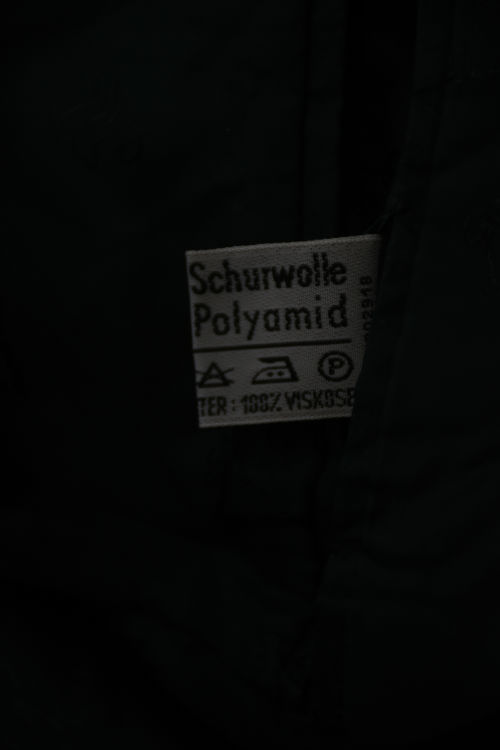 Schurwolle
Polyamid
P
TER: 100% VISKOSE